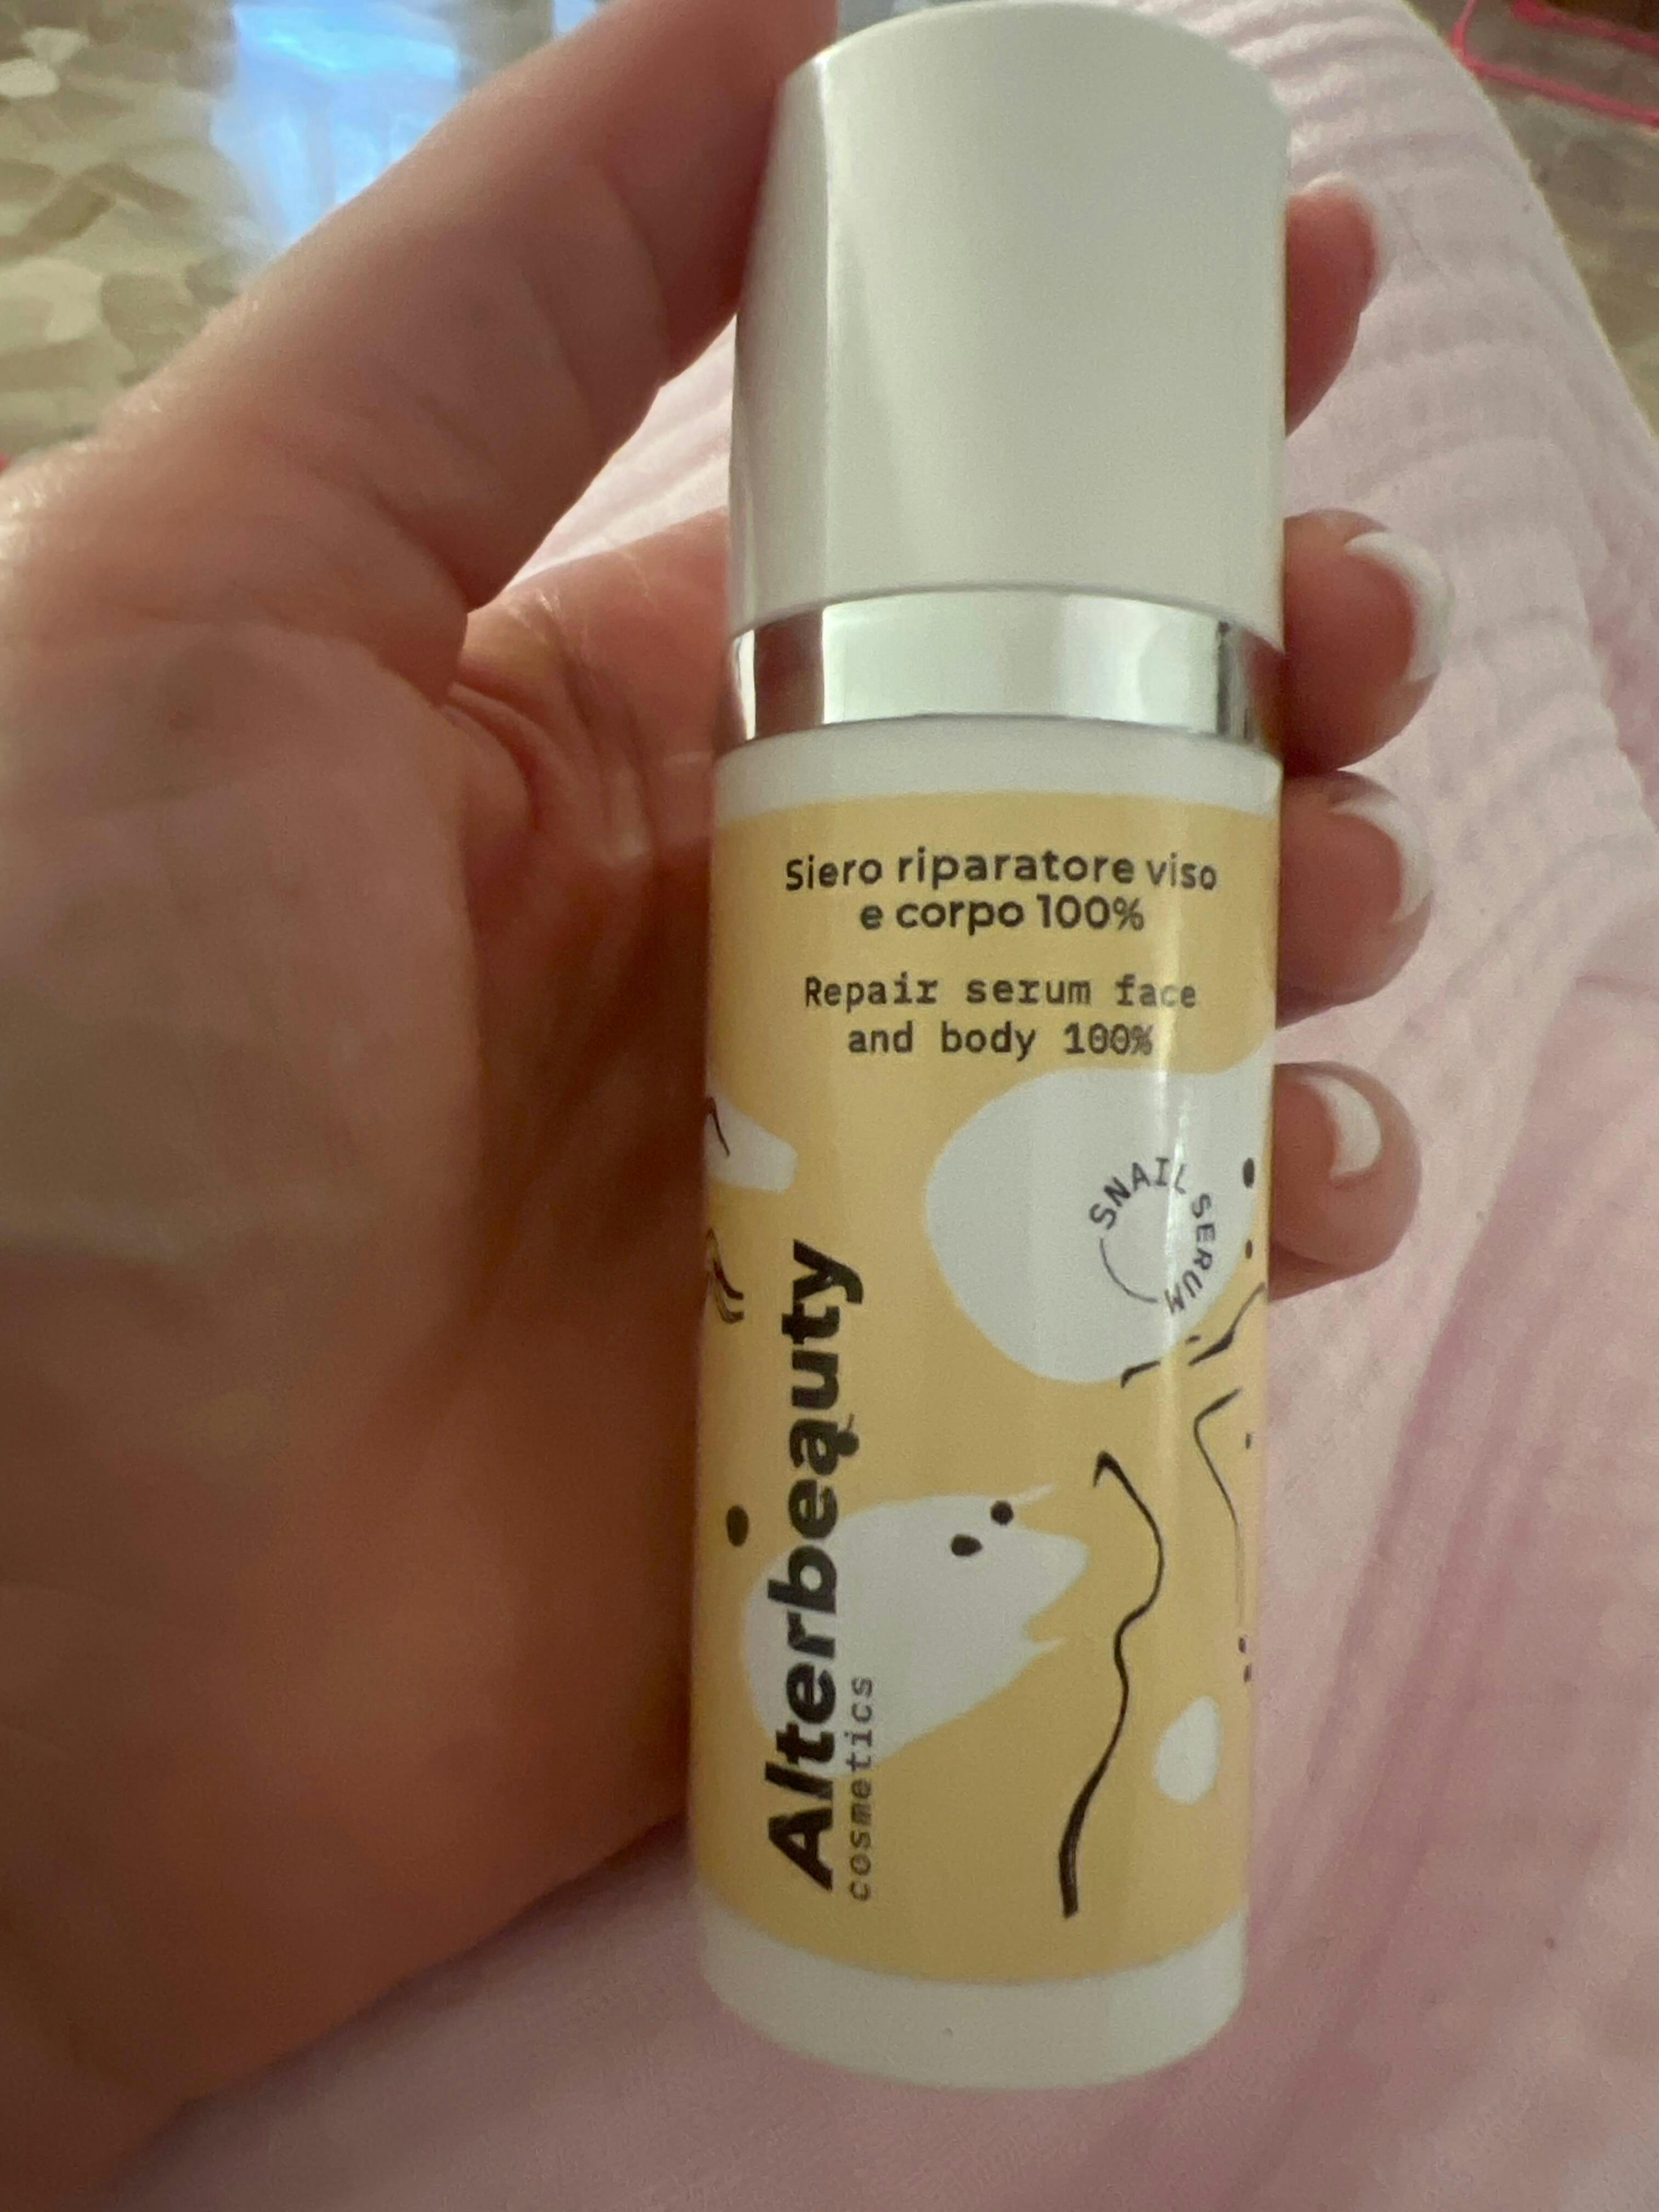 Siero riparatore viso
e corpo 100%
Repair serum face
and body 100%
SNAIL SERUM
Alterbeauty
cosmetics